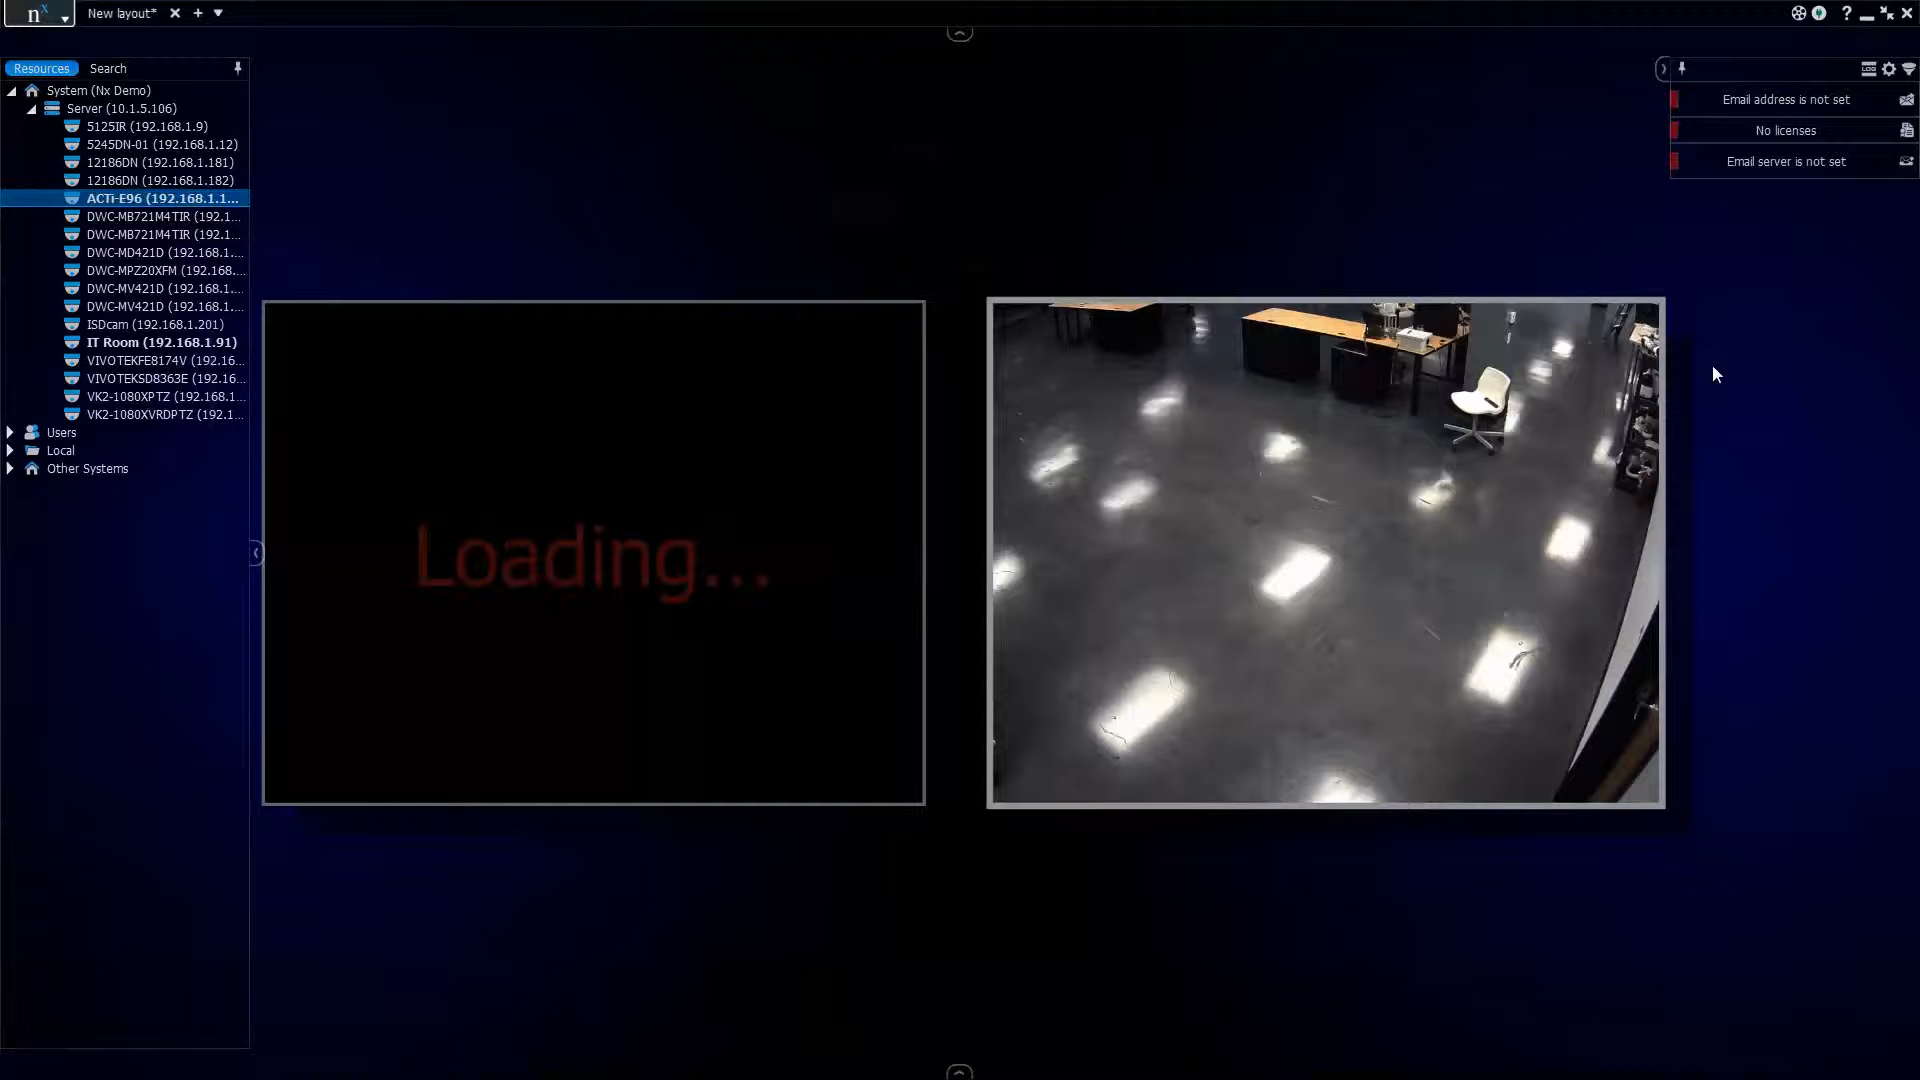 nx
New layout*
?
Resources
Search
LOG
System (Nx Demo)
Server (10.1.5.106)
5125IR (192.168.1.9)
5245DN-01 (192.168.1.12)
12186DN (192.168.1.181)
12186DN (192.168.1.182)
ACTi-E96 (192.168.1.1...
DWC-MB721M4TIR (192.1...
DWC-MB721M4TIR (192.1...
DWC-MD421D (192.168.1....
DWC-MPZ20XFM (192.168....
DWC-MV421D (192.168.1....
DWC-MV421D (192.168.1....
ISDcam (192.168.1.201)
IT Room (192.168.1.91)
VIVOTEKFE8174V (192.16...
VIVOTEKSD8363E (192.16...
VK2-1080XPTZ (192.168.1...
VK2-1080XVRDPTZ (192.1...
Users
Local
Other Systems
Loading...
Email address is not set
No licenses
Email server is not set